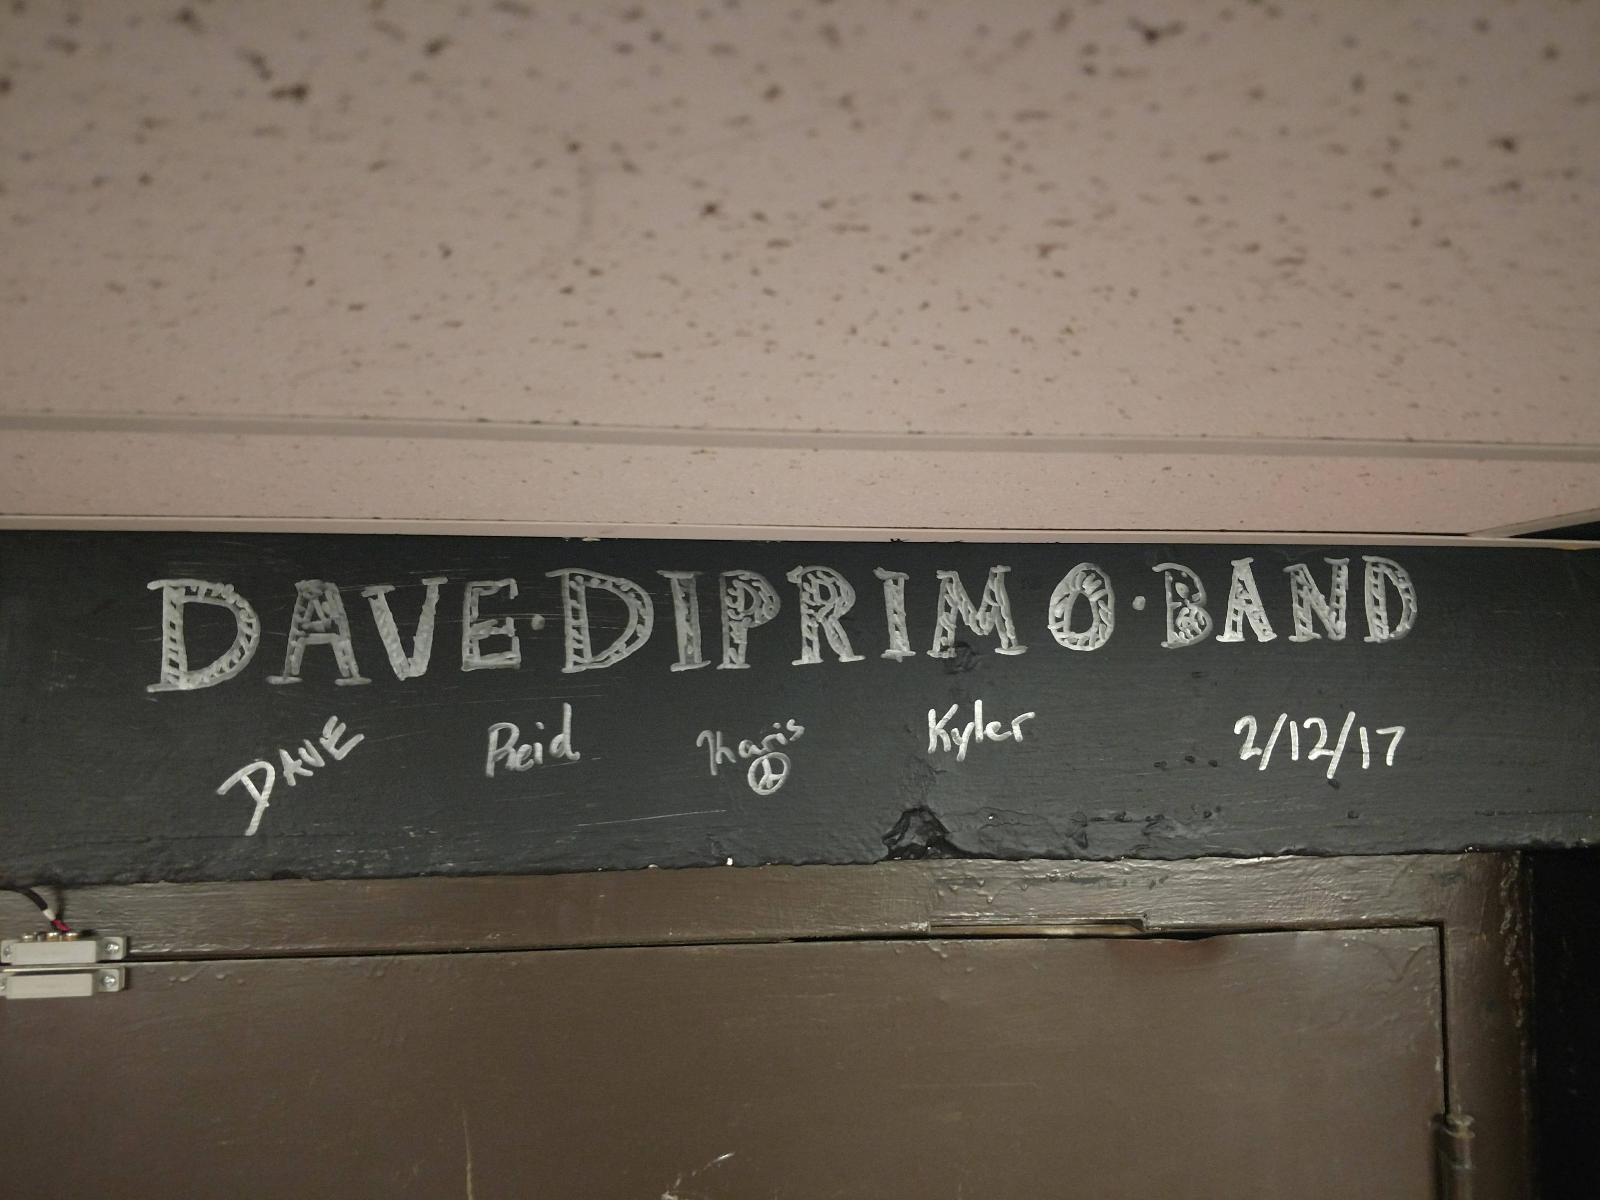 DAVE·DIPRIMO·BAND
DAVE Reid Kharis Kyler 2/12/17